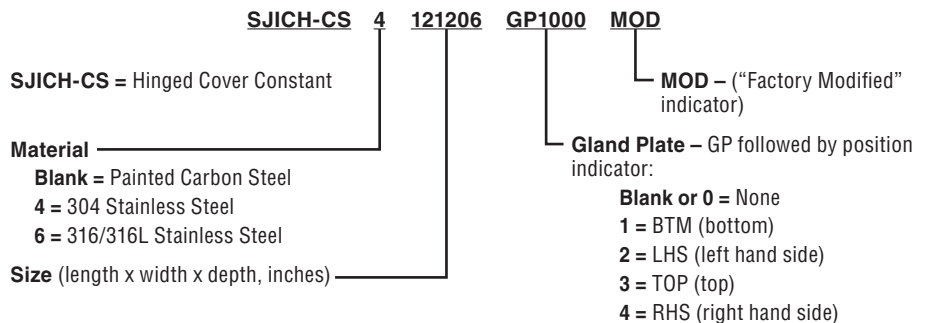 SJICH-CS 4 121206 GP1000 MOD
SJICH-CS = Hinged Cover Constant
MOD – (“Factory Modified”
indicator)
Material
Blank = Painted Carbon Steel
4 = 304 Stainless Steel
6 = 316/316L Stainless Steel
Size (length x width x depth, inches)
Gland Plate – GP followed by position
indicator:
Blank or 0 = None
1 = BTM (bottom)
2 = LHS (left hand side)
3 = TOP (top)
4 = RHS (right hand side)